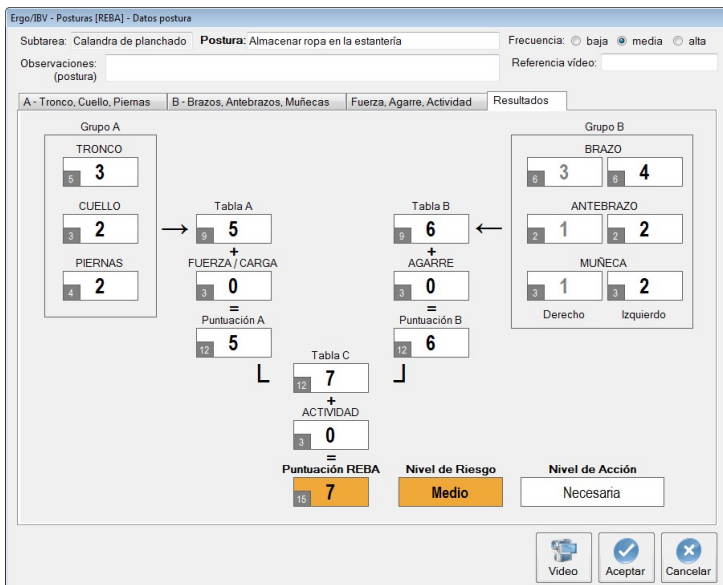 Ergo/IBV - Posturas [REBA] - Datos postura
Subtarea: Calandra de planchado Postura: Almacenar ropa en la estantería Frecuencia: baja media alta
Observaciones: (postura) Referencia vídeo:
A - Tronco, Cuello, Piernas B - Brazos, Antebrazos, Muñecas Fuerza, Agarre, Actividad Resultados
Grupo A Grupo B
TRONCO BRAZO
5 3 6 3 6 4
CUELLO Tabla A Tabla B ANTEBRAZO
3 2 → 9 5 9 6 ← 2 1 2 2
+ +
PIERNAS FUERZA / CARGA AGARRE MUÑECA
4 2 3 0 3 0 3 1 3 2
= =
Puntuación A Puntuación B Derecho Izquierdo
12 5 12 6
Tabla C
12 7
+
ACTIVIDAD
3 0
=
Puntuación REBA Nivel de Riesgo Nivel de Acción
15 7 Medio Necesaria
Video Aceptar Cancelar